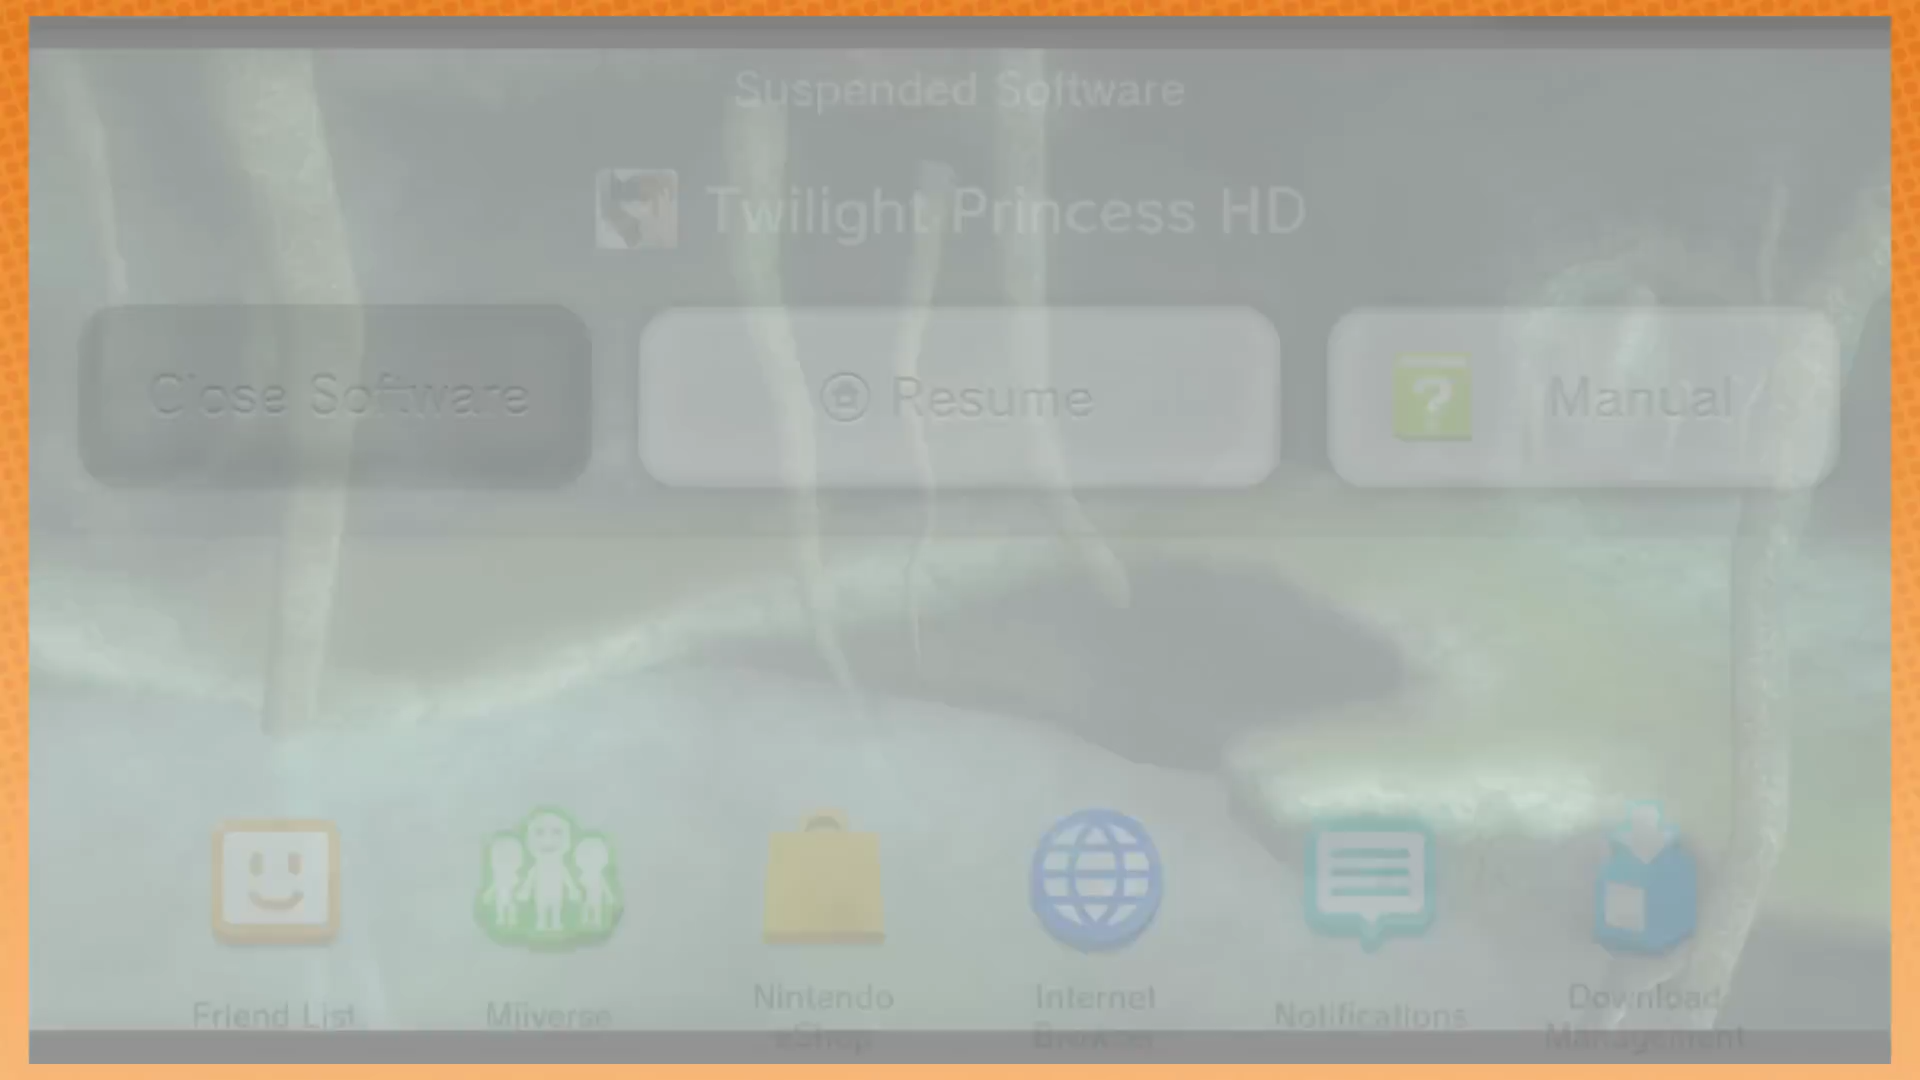 Suspended Software
Twilight Princess HD
Close Software
Resume
? Manual
Friend List
Miiverse
Nintendo
eShop
Internet
Browser
Notifications
Download
Management